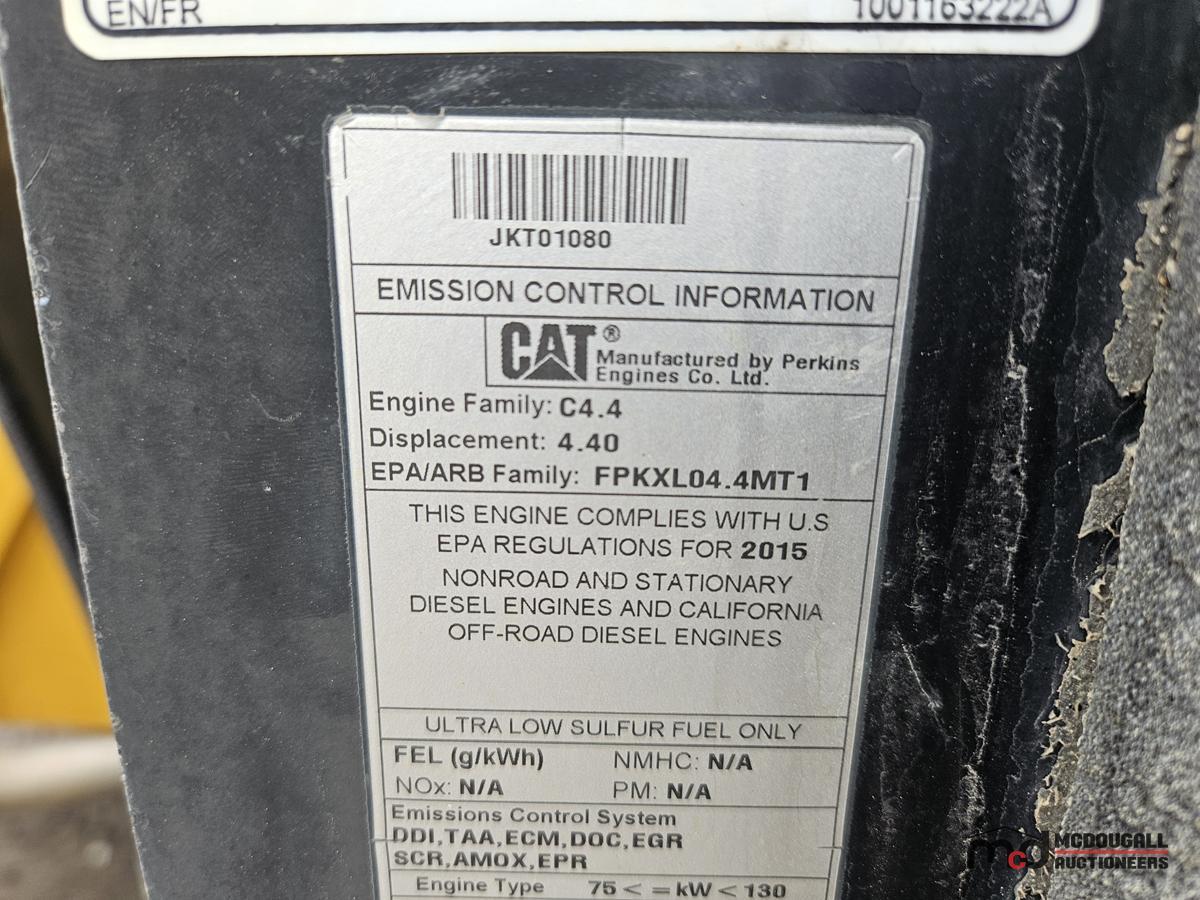 EN/FR 1001163222A
JKT01080
EMISSION CONTROL INFORMATION
CAT® Manufactured by Perkins
Engines Co. Ltd.
Engine Family: C4.4
Displacement: 4.40
EPA/ARB Family: FPKXL04.4MT1
THIS ENGINE COMPLIES WITH U.S
EPA REGULATIONS FOR 2015
NONROAD AND STATIONARY
DIESEL ENGINES AND CALIFORNIA
OFF-ROAD DIESEL ENGINES
ULTRA LOW SULFUR FUEL ONLY
FEL (g/kWh) NMHC: N/A
NOx: N/A PM: N/A
Emissions Control System
DDI,TAA,ECM,DOC,EGR
SCR,AMOX,EPR
Engine Type 75 < = kW < 130
mcd MCDOUGALL
AUCTIONEERS